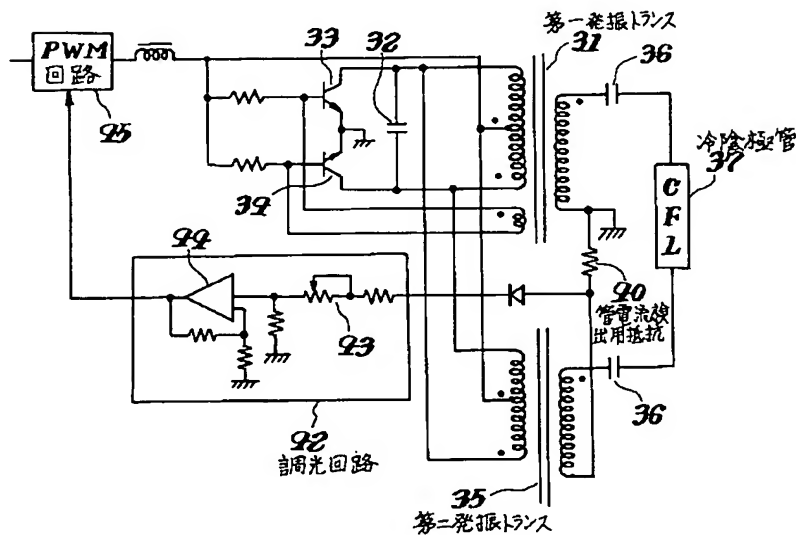 第一発振トランス
31
PWM
回路
45
33
32
36
冷陰極管
37
C
F
L
34
44
43
40
管電流検
出用抵抗
36
42
調光回路
35
第二発振トランス